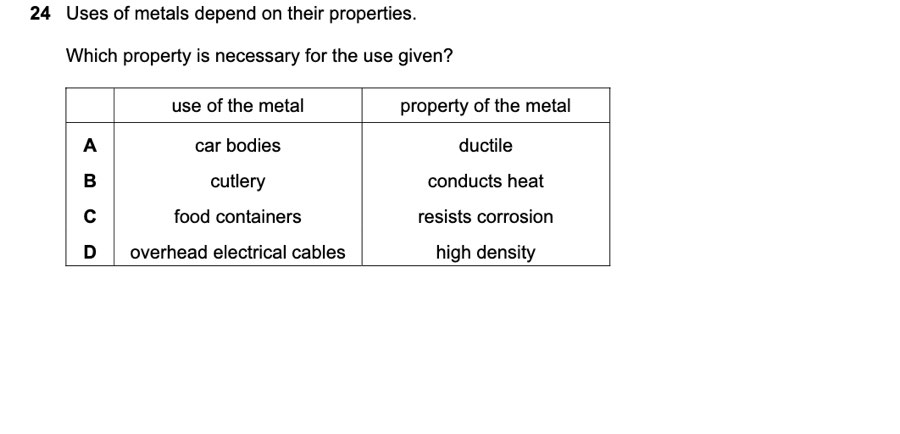 24 Uses of metals depend on their properties.
Which property is necessary for the use given?
use of the metal property of the metal
A car bodies ductile
B cutlery conducts heat
C food containers resists corrosion
D overhead electrical cables high density